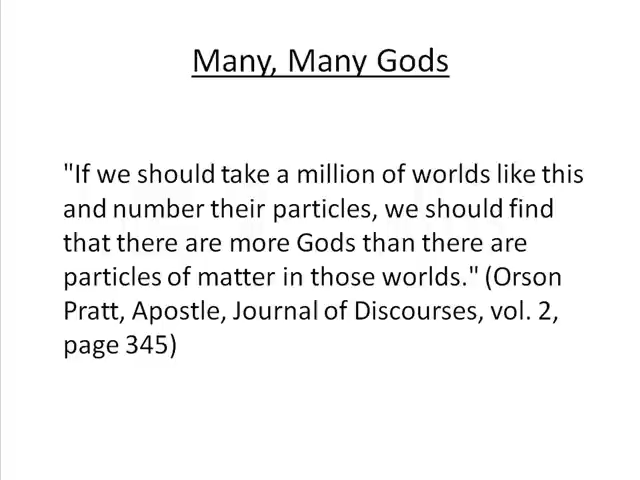 Many, Many Gods
"If we should take a million of worlds like this
and number their particles, we should find
that there are more Gods than there are
particles of matter in those worlds." (Orson
Pratt, Apostle, Journal of Discourses, vol. 2,
page 345)